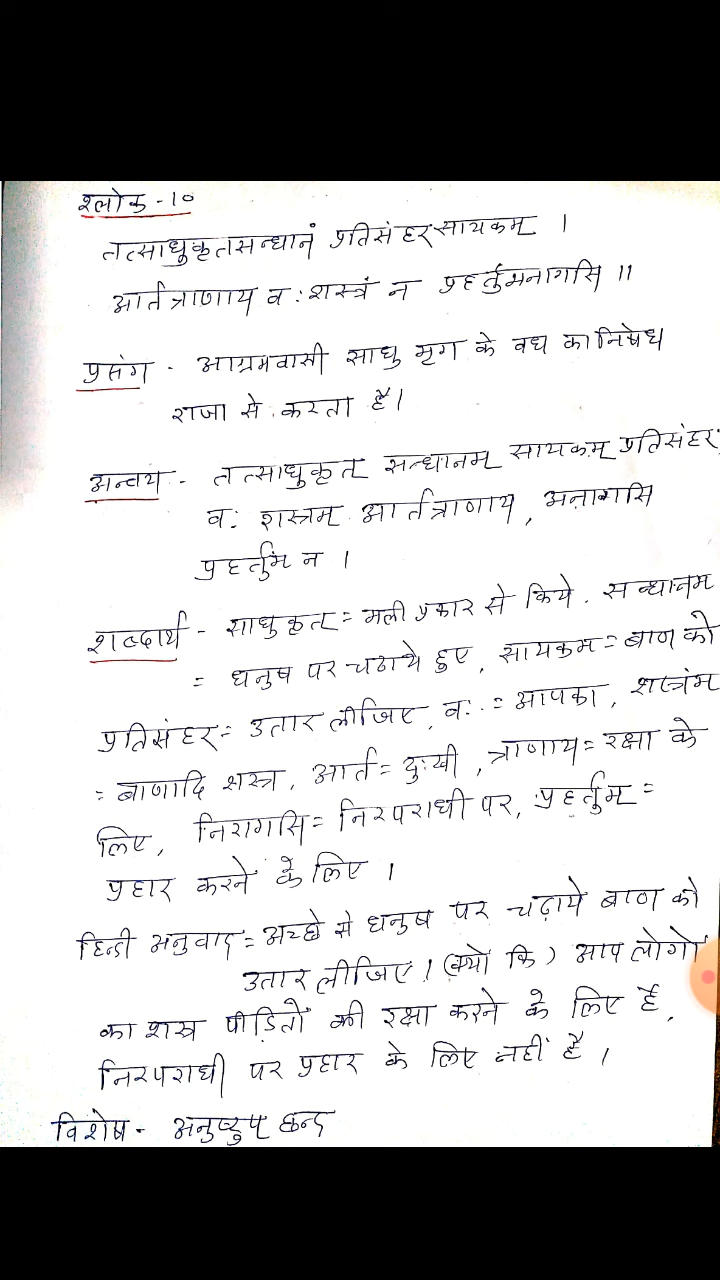 श्लोक -१०
तत्साधुकृतसन्धानं प्रतिसंहर सायकम् ।
आर्तत्राणाय वः शस्त्रं न प्रहर्तुमनागसि ॥
प्रसंग - आश्रमवासी साधु मृग के वध का निषेध
राजा से करता है।
अन्वय - तत्साधुकृत् सन्धानम् सायकम् प्रतिसंहर,
वः शस्त्रम् आर्तत्राणाय, अनागसि
प्रहर्तुम न ।
शब्दार्थ - साधुकृत् = भली प्रकार से किये. सन्धानम
= धनुष पर चढाये हुए, सायकम = बाण को
प्रतिसंहर = उतार लीजिए, वः = आपका, शस्त्रंम
= बाणादि शस्त्र, आर्त = दुःखी, त्राणाय = रक्षा के
लिए, निरागसि = निरपराधी पर, प्रहर्तुम् =
प्रहार करने के लिए ।
हिन्दी अनुवाद = अच्छे से धनुष पर चढ़ाये बाण को
उतार लीजिए। (क्यो कि) आप लोगों
का शस्त्र पीड़ितों की रक्षा करने के लिए है,
निरपराधी पर प्रहार के लिए नहीं है ।
विशेष - अनुष्टुप् छन्द